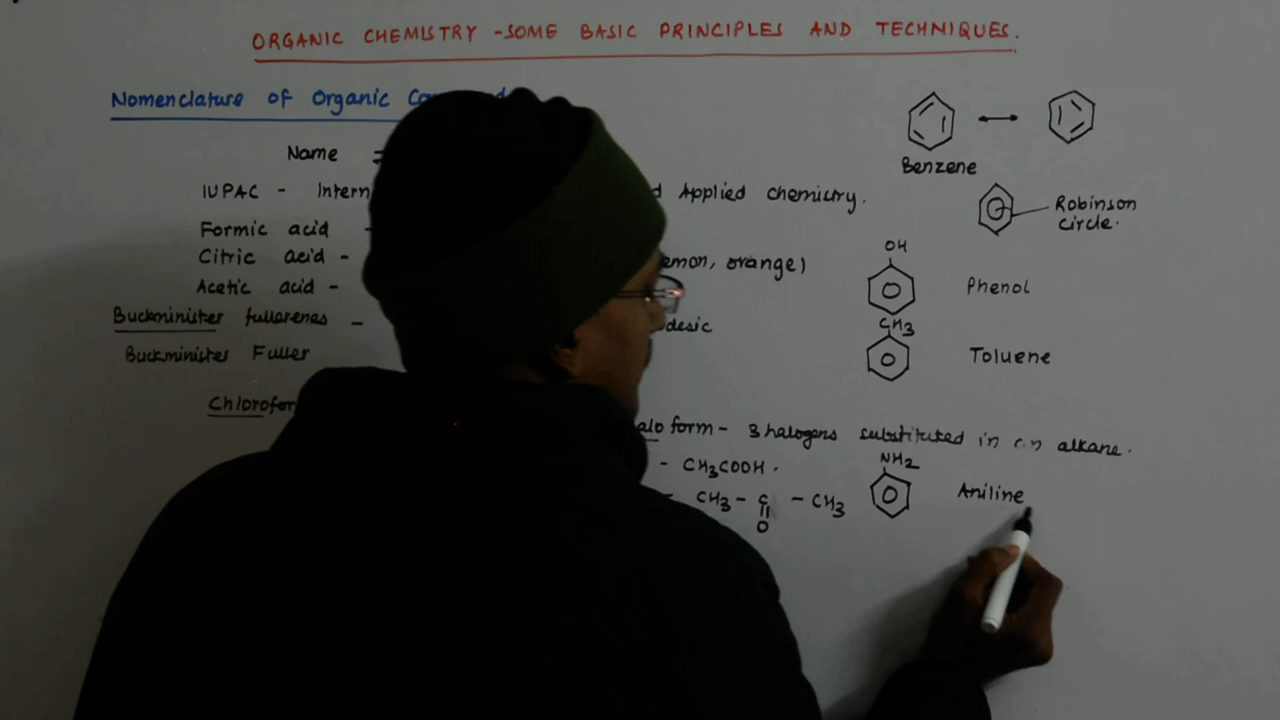 ORGANIC CHEMISTRY -SOME BASIC PRINCIPLES AND TECHNIQUES.
Nomenclature of Organic
Name =
IUPAC - Intern d Applied chemistry.
Formic acid -
Citric acid - emon, orange)
Acetic acid -
Buckminister fullerenes - desic
Buckminister Fuller
Chlorofor
alo form - 3 halogens substituted in an alkane.
- CH3COOH.
- CH3 - C - CH3
O
Benzene
Robinson
circle.
OH
Phenol
CH3
Toluene
NH2
Aniline